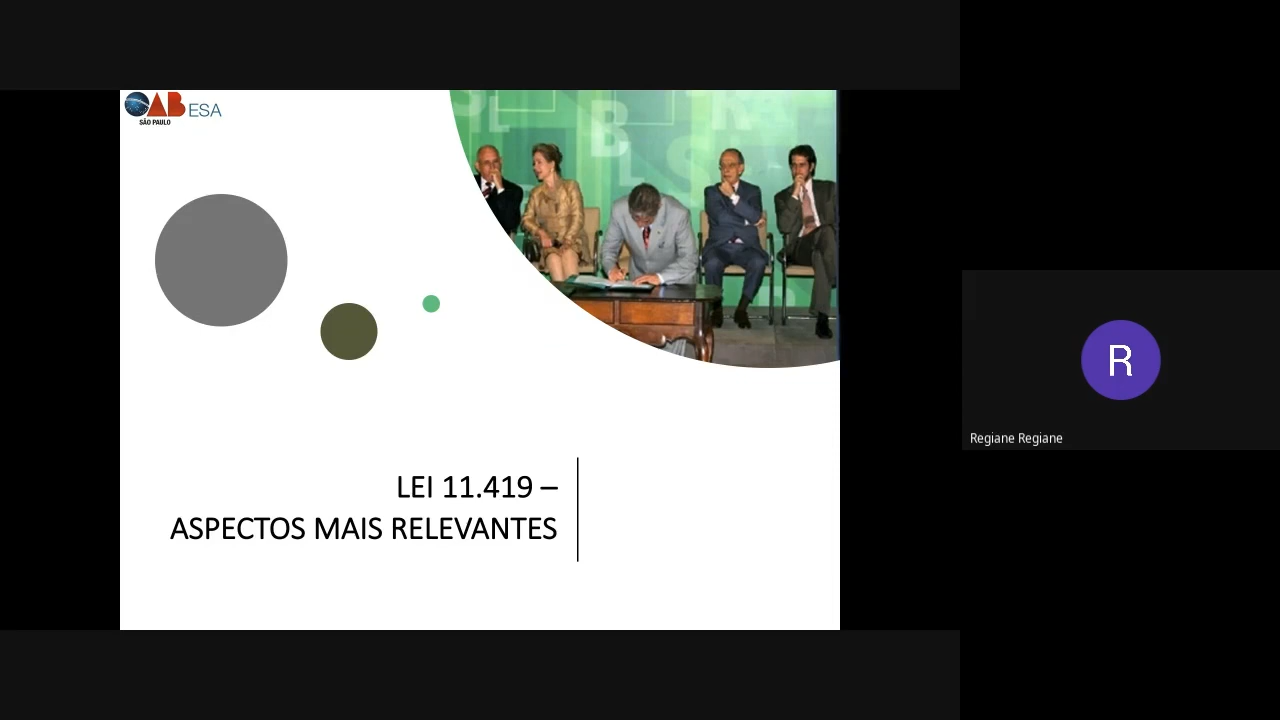 OAB ESA
SÃO PAULO
LEI 11.419 –
ASPECTOS MAIS RELEVANTES
R
Regiane Regiane